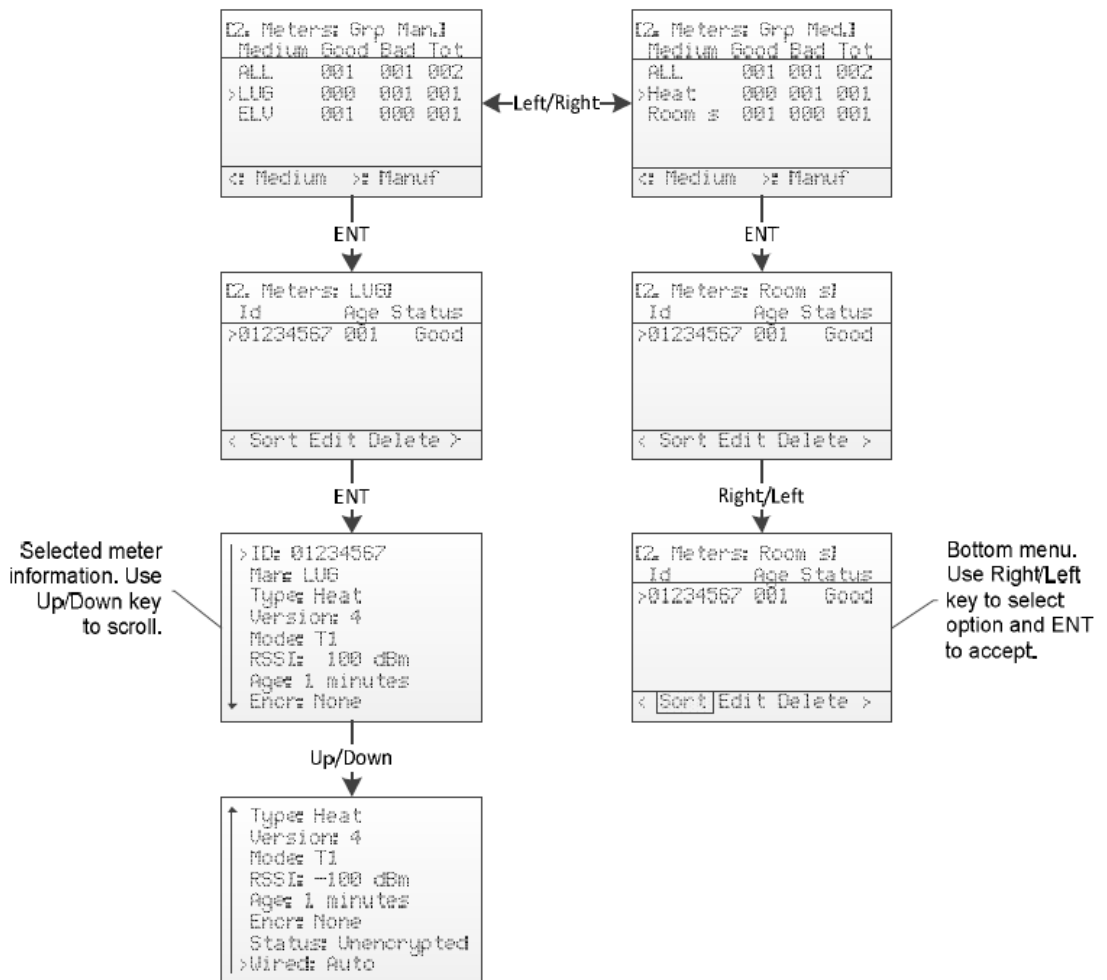 [2. Meters: Grp Man.]
Medium Good Bad Tot
ALL 001 001 002
>LUG 000 001 001
ELV 001 000 001
<: Medium >: Manuf
Left/Right
[2. Meters: Grp Med.]
Medium Good Bad Tot
ALL 001 001 002
>Heat 000 001 001
Room s 001 000 001
<: Medium >: Manuf
ENT
ENT
[2. Meters: LUG]
Id Age Status
>01234567 001 Good
< Sort Edit Delete >
[2. Meters: Room s]
Id Age Status
>01234567 001 Good
< Sort Edit Delete >
ENT
Right/Left
Selected meter
information. Use
Up/Down key
to scroll.
>ID: 01234567
Man: LUG
Type: Heat
Version: 4
Mode: T1
RSSI: 100 dBm
Age: 1 minutes
Encr: None
[2. Meters: Room s]
Id Age Status
>01234567 001 Good
< Sort Edit Delete >
Bottom menu.
Use Right/Left
key to select
option and ENT
to accept.
Up/Down
Type: Heat
Version: 4
Mode: T1
RSSI: -100 dBm
Age: 1 minutes
Encr: None
Status: Unencrypted
>Wired: Auto